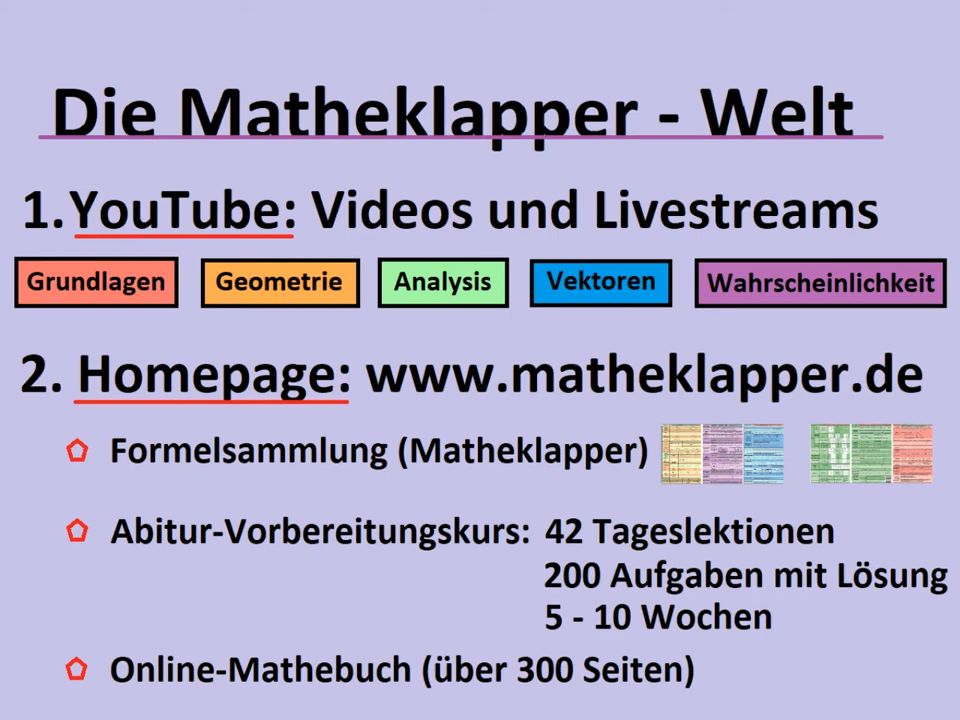 Die Matheklapper - Welt
1. YouTube: Videos und Livestreams
Grundlagen Geometrie Analysis Vektoren Wahrscheinlichkeit
2. Homepage: www.matheklapper.de
Formelsammlung (Matheklapper)
Abitur-Vorbereitungskurs: 42 Tageslektionen
200 Aufgaben mit Lösung
5 - 10 Wochen
Online-Mathebuch (über 300 Seiten)